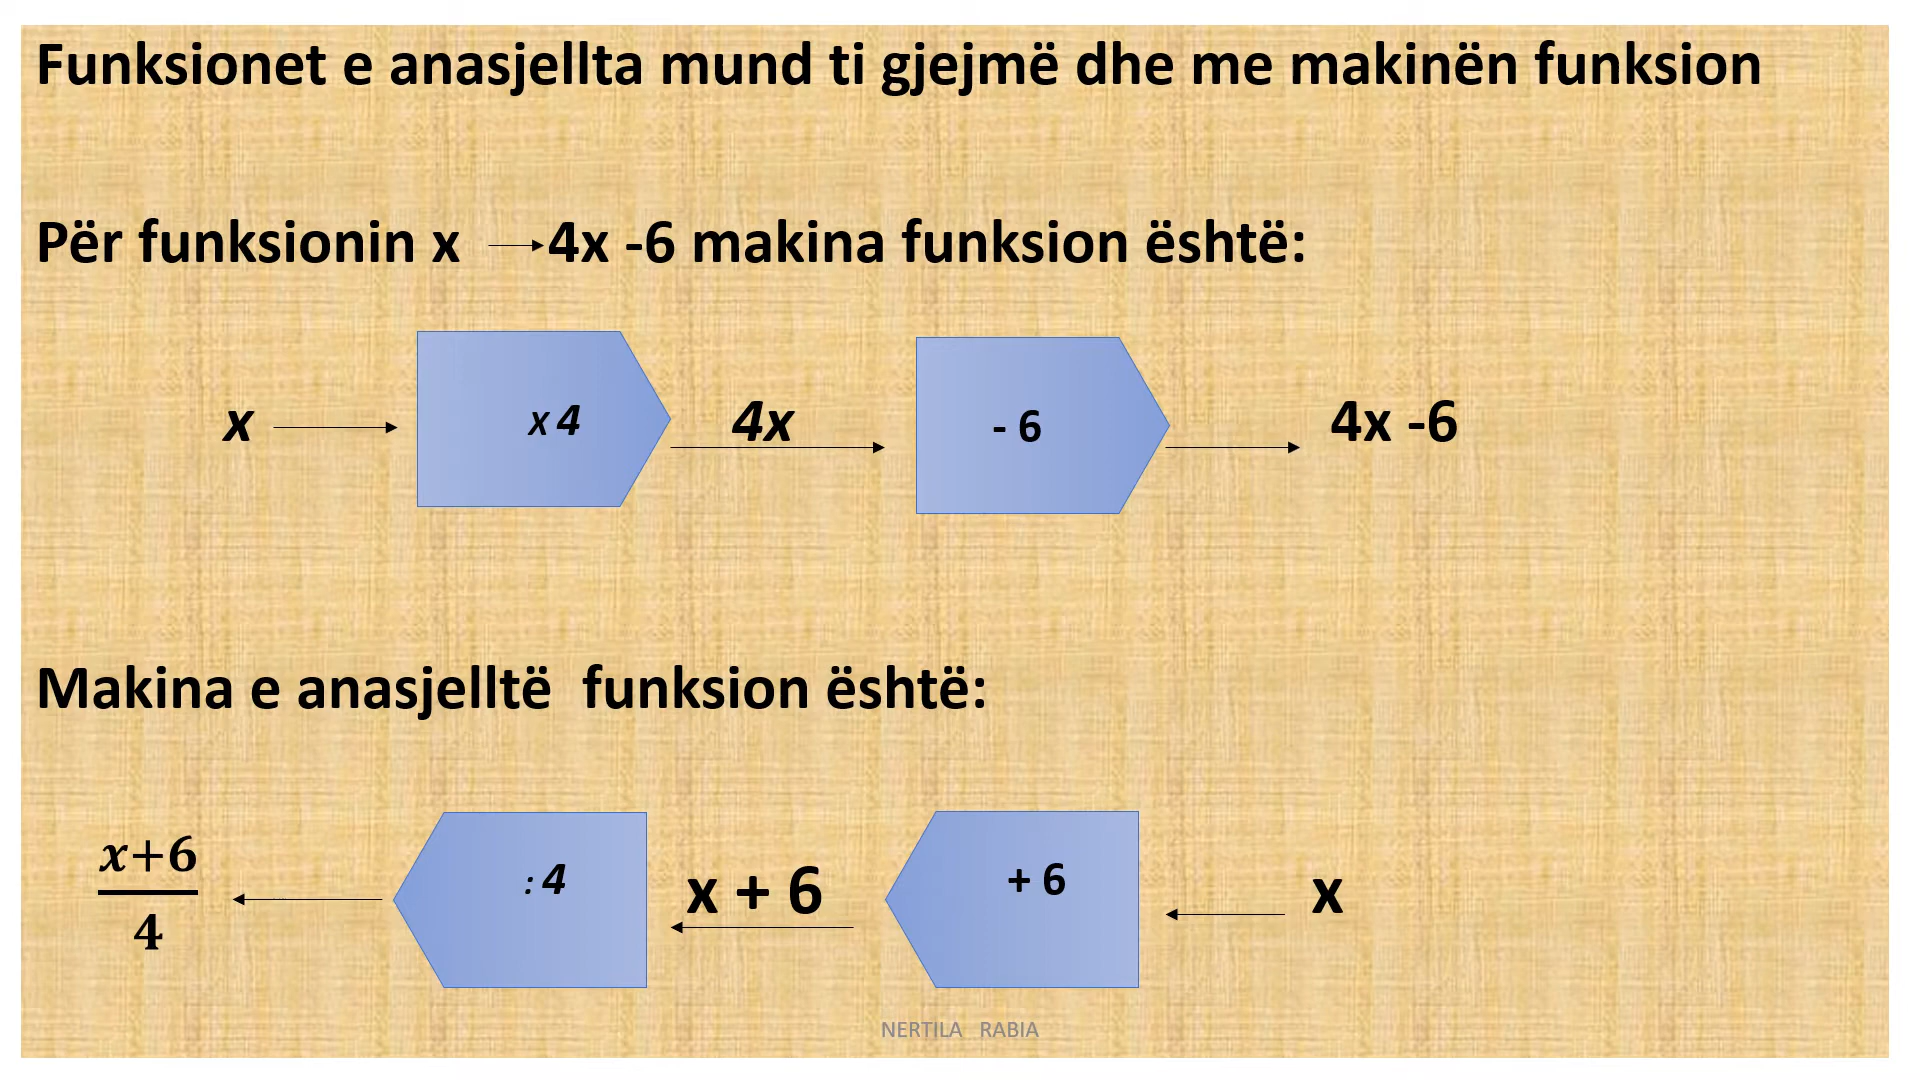 Funksionet e anasjellta mund ti gjejmë dhe me makinën funksion
Për funksionin x → 4x -6 makina funksion është:
x → x 4 4x → - 6 → 4x -6
Makina e anasjelltë funksion është:
x+6
4
← : 4 x + 6 ← + 6 ← x
NERTILA RABIA